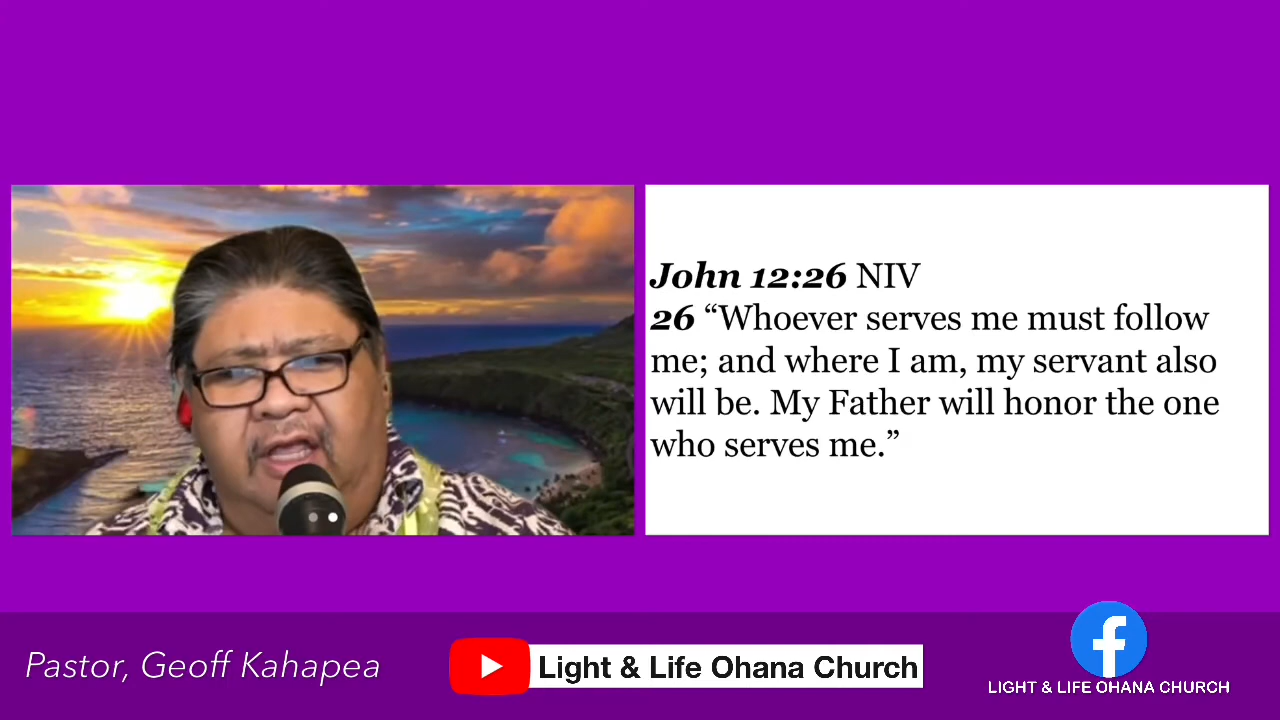 John 12:26 NIV
26 “Whoever serves me must follow
me; and where I am, my servant also
will be. My Father will honor the one
who serves me.”
Pastor, Geoff Kahapea
Light & Life Ohana Church
LIGHT & LIFE OHANA CHURCH